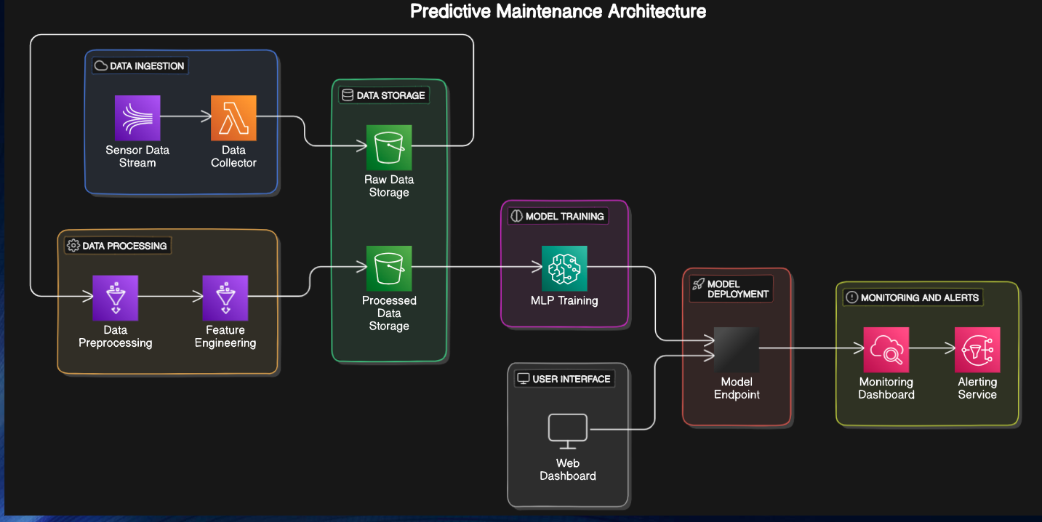 Predictive Maintenance Architecture
DATA INGESTION
Sensor Data
Stream
Data
Collector
DATA STORAGE
Raw Data
Storage
Processed
Data
Storage
DATA PROCESSING
Data
Preprocessing
Feature
Engineering
MODEL TRAINING
MLP Training
USER INTERFACE
Web
Dashboard
MODEL
DEPLOYMENT
Model
Endpoint
MONITORING AND ALERTS
Monitoring
Dashboard
Alerting
Service